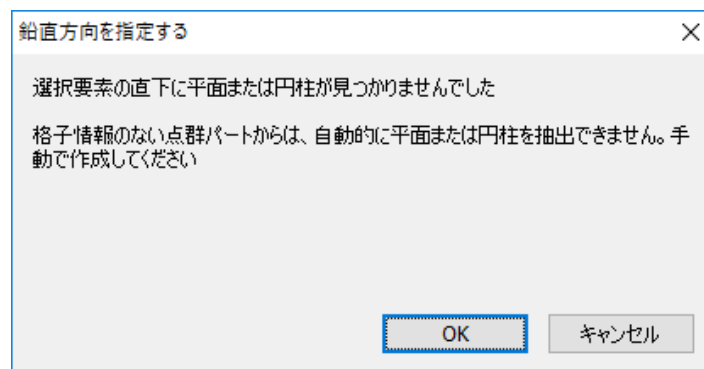 鉛直方向を指定する
選択要素の直下に平面または円柱が見つかりませんでした
格子情報のない点群パートからは、自動的に平面または円柱を抽出できません。手
動で作成してください
OK
キャンセル